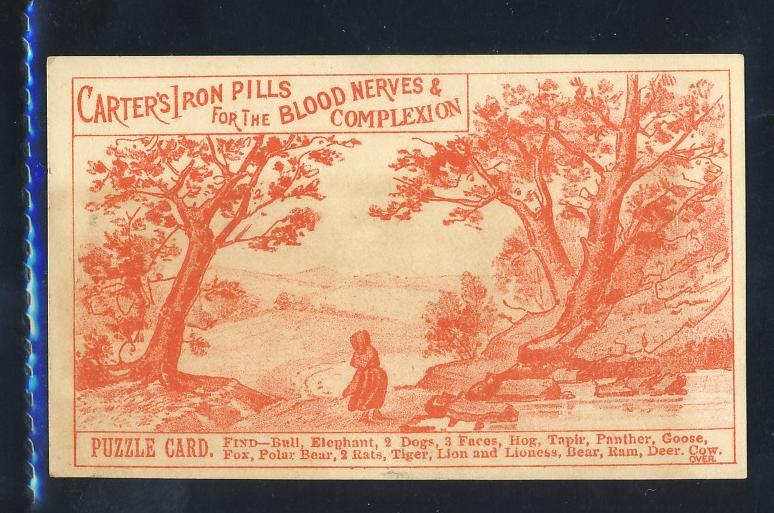 CARTER'S IRON PILLS
FOR THE BLOOD NERVES &
COMPLEXION
PUZZLE CARD. FIND—Bull, Elephant, 2 Dogs, 3 Faces, Hog, Tapir, Panther, Goose,
Fox, Polar Bear, 2 Rats, Tiger, Lion and Lioness, Bear, Ram, Deer. Cow.
OVER.